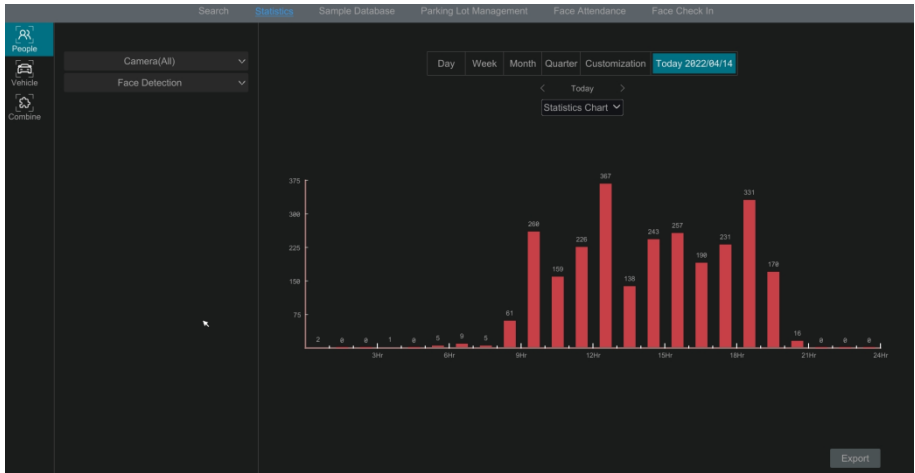 Search Statistics Sample Database Parking Lot Management Face Attendance Face Check In
People
Vehicle
Combine
Camera(All)
Face Detection
Day Week Month Quarter Customization Today 2022/04/14
< Today >
Statistics Chart
375
300
225
150
75
2 0 0 1 0 5 9 5 61 260 159 226 367 138 243 257 190 231 331 170 16 0 0 0
3Hr 6Hr 9Hr 12Hr 15Hr 18Hr 21Hr 24Hr
Export